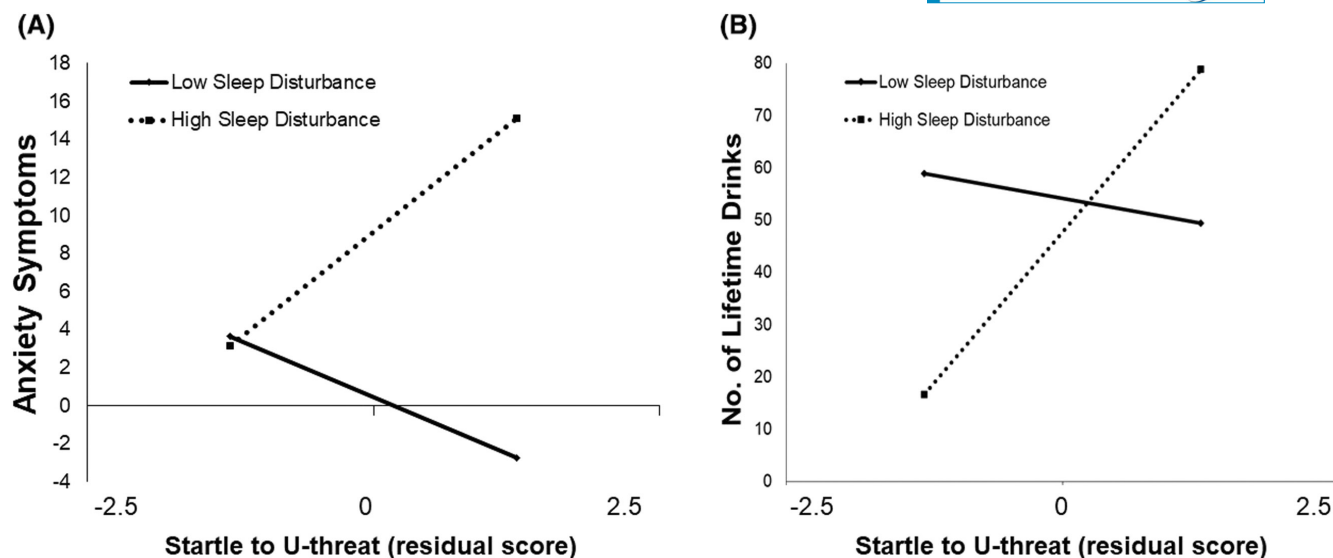 (A)
18
16
14
12
10
8
6
4
2
0
-2
-4
Anxiety Symptoms
Low Sleep Disturbance
High Sleep Disturbance
-2.5 0 2.5
Startle to U-threat (residual score)
(B)
80
70
60
50
40
30
20
10
0
No. of Lifetime Drinks
Low Sleep Disturbance
High Sleep Disturbance
-2.5 0 2.5
Startle to U-threat (residual score)